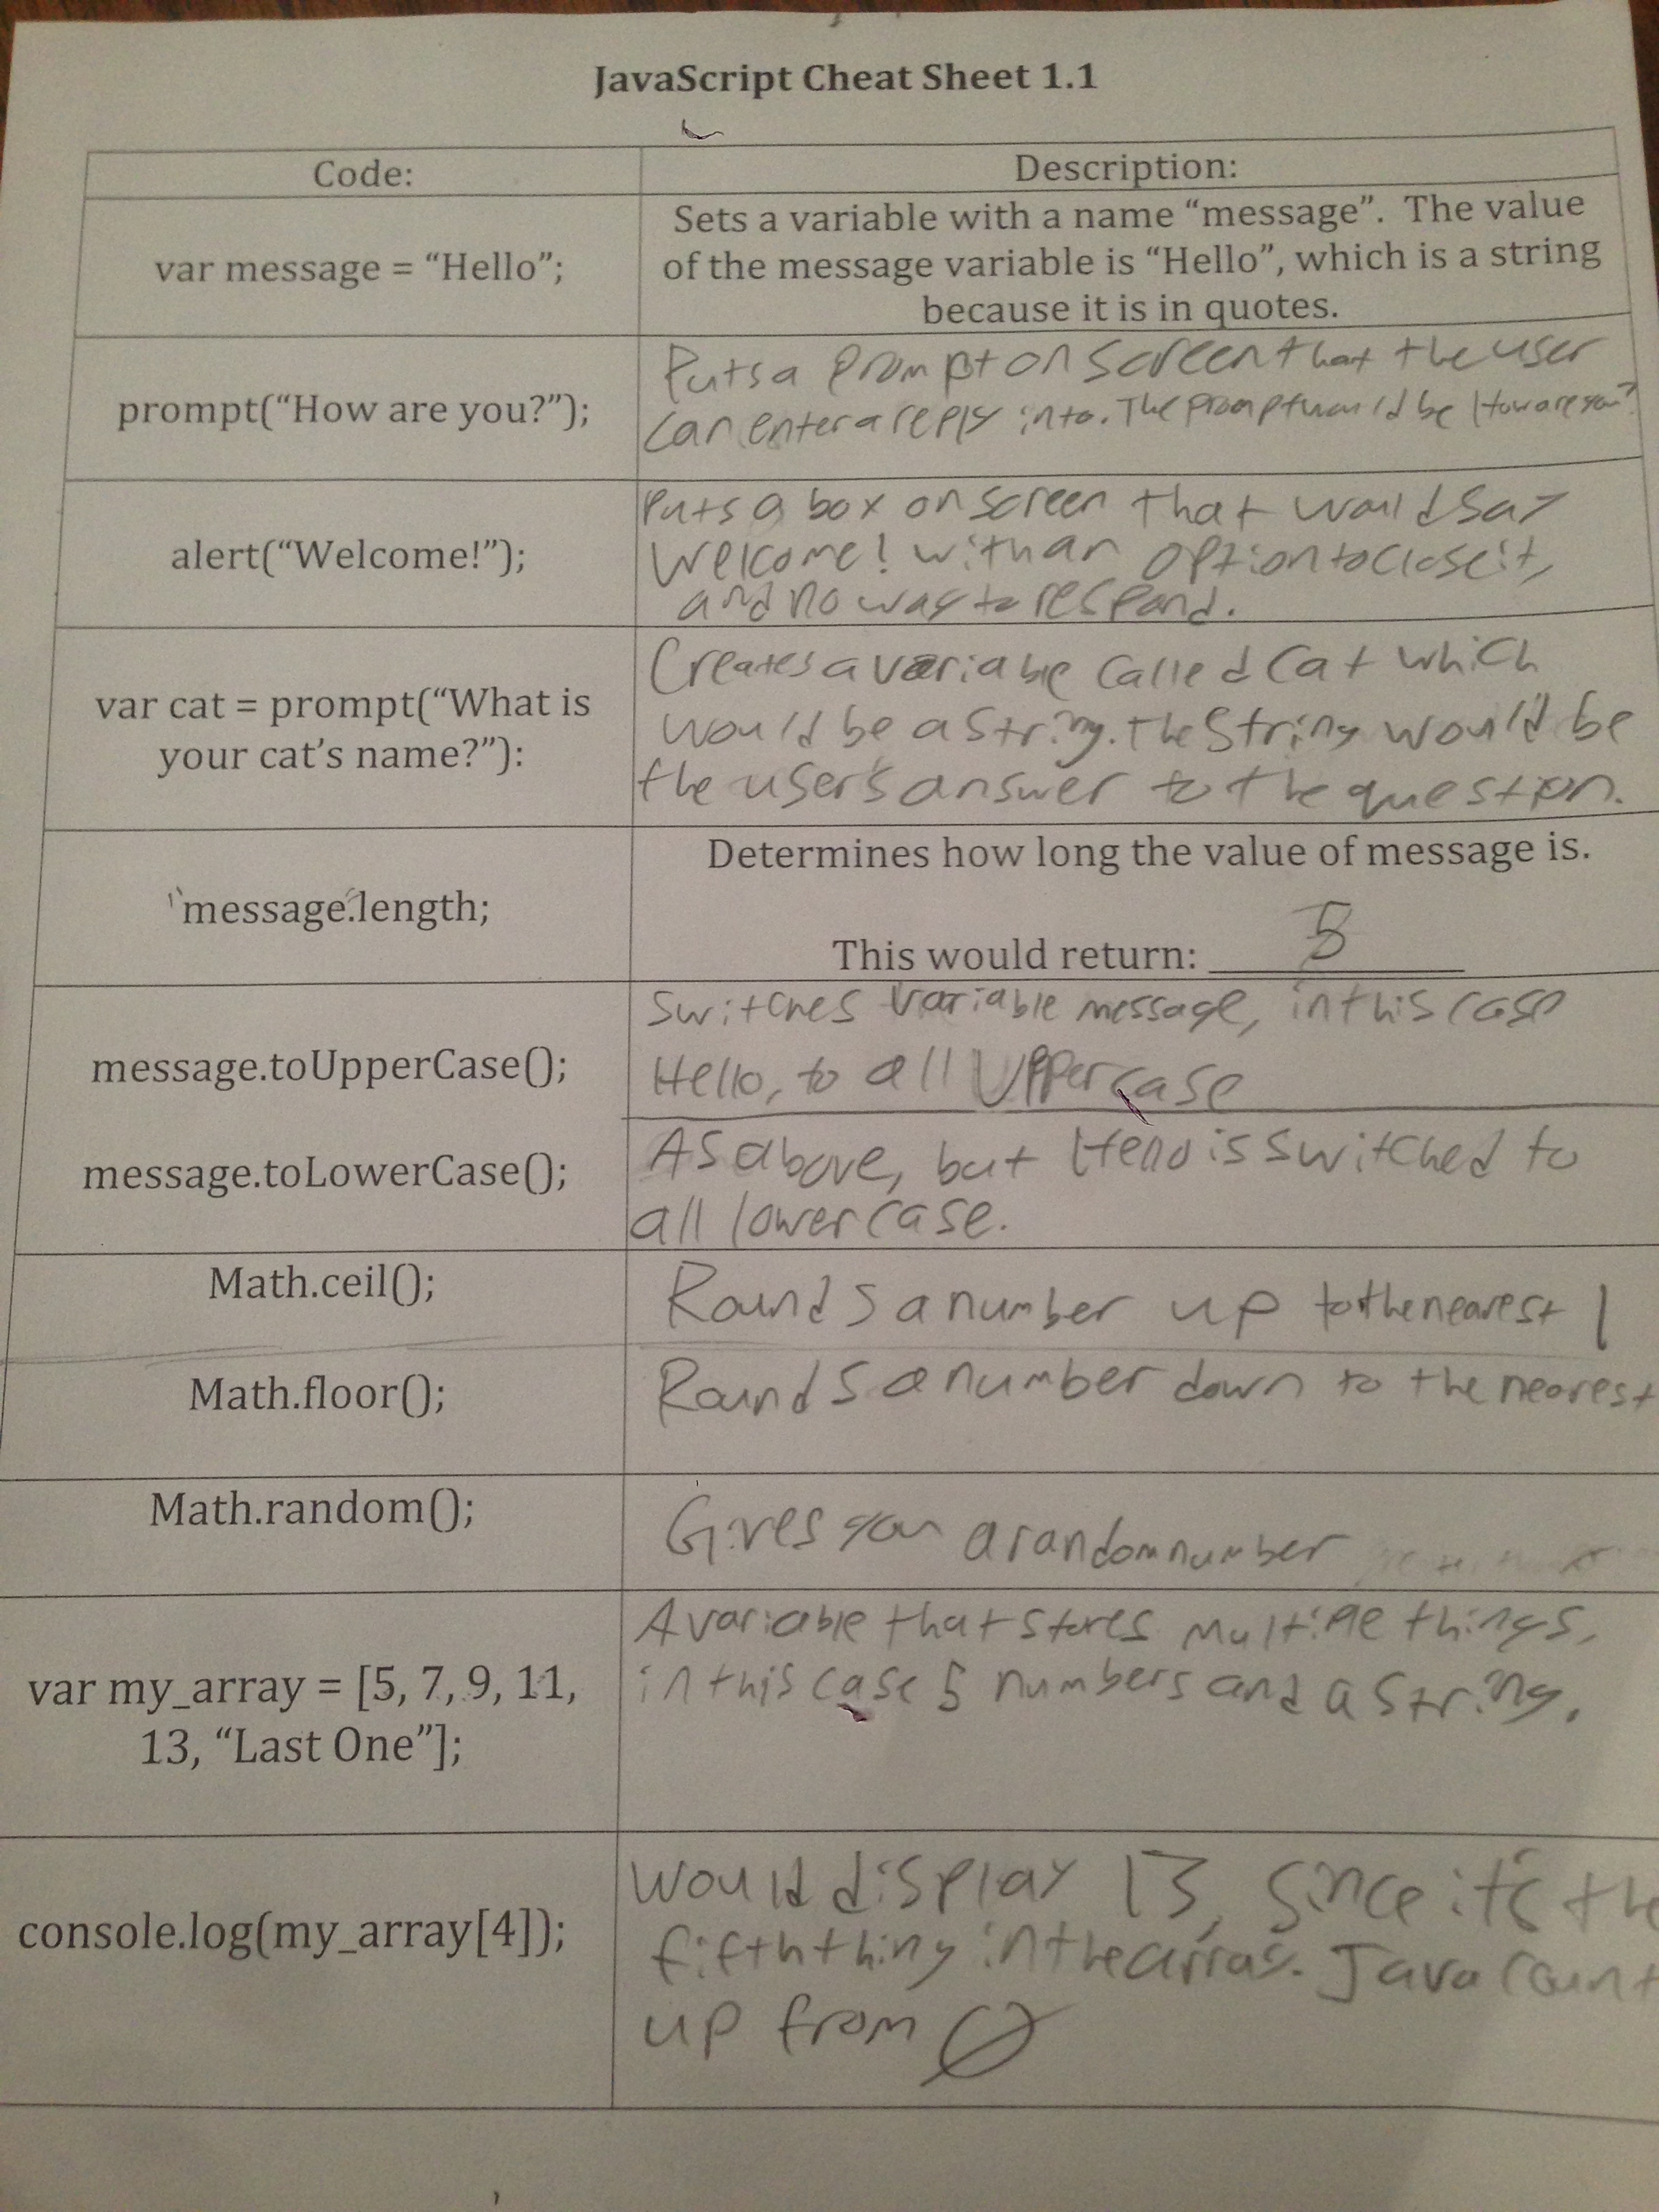 JavaScript Cheat Sheet 1.1
Code:
Description:
var message = “Hello”;
Sets a variable with a name “message”. The value
of the message variable is “Hello”, which is a string
because it is in quotes.
prompt(“How are you?”);
Puts a prompt on screen that the user
can enter a reply into. The prompt would be How are you?
alert(“Welcome!”);
Puts a box on screen that would say
Welcome! with an option to close it,
and no way to respond.
var cat = prompt(“What is
your cat’s name?”):
Creates a variable called cat which
would be a string. The string would be
the user's answer to the question.
"message".length;
Determines how long the value of message is.
This would return: 5
message.toUpperCase();
Switches variable message, in this case
Hello, to all Uppercase
message.toLowerCase();
As above, but Hello is switched to
all lower case.
Math.ceil();
Rounds a number up to the nearest 1
Math.floor();
Rounds a number down to the nearest
Math.random();
Gives you a random number
var my_array = [5, 7, 9, 11,
13, “Last One”];
A variable that stores multiple things,
in this case 5 numbers and a string.
console.log(my_array[4]);
Would display 13, since it's the
fifth thing in the array. Java count
up from 0